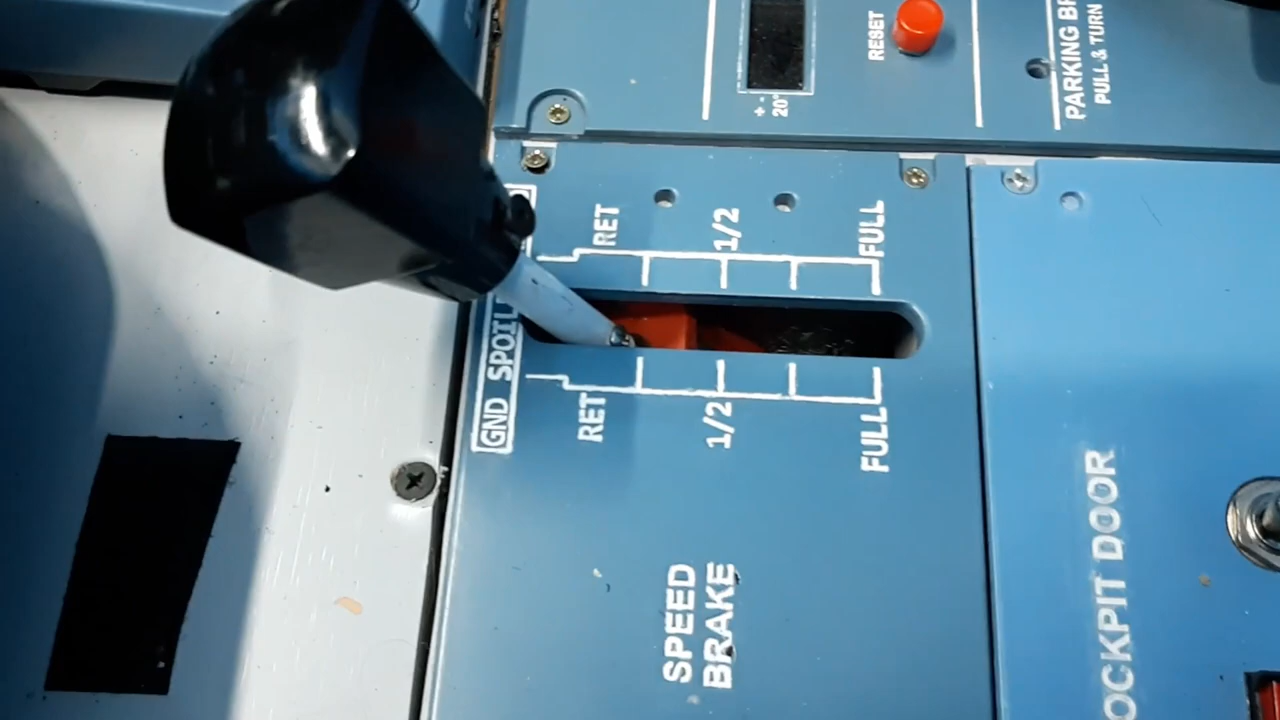 RESET
+ -
20°
PARKING
PULL & TURN
GND SPOIL
RET
1/2
FULL
RET
1/2
FULL
SPEED
BRAKE
OCKPIT DOOR